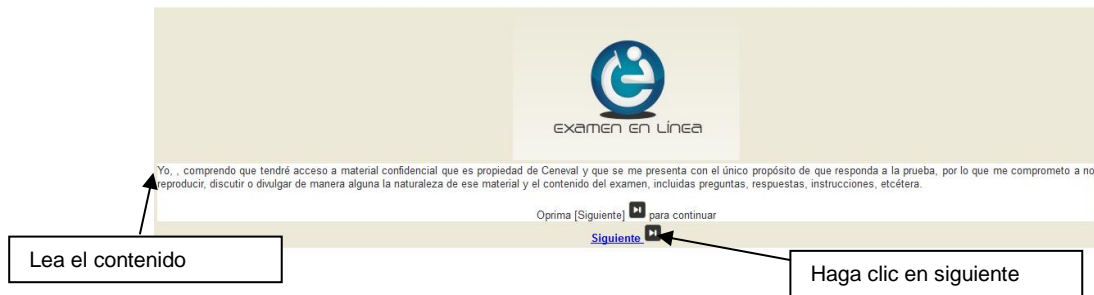 Examen en Línea
Yo, , comprendo que tendré acceso a material confidencial que es propiedad de Ceneval y que se me presenta con el único propósito de que responda a la prueba, por lo que me comprometo a no
reproducir, discutir o divulgar de manera alguna la naturaleza de ese material y el contenido del examen, incluidas preguntas, respuestas, instrucciones, etcétera.
Oprima [Siguiente] para continuar
Siguiente
Lea el contenido
Haga clic en siguiente